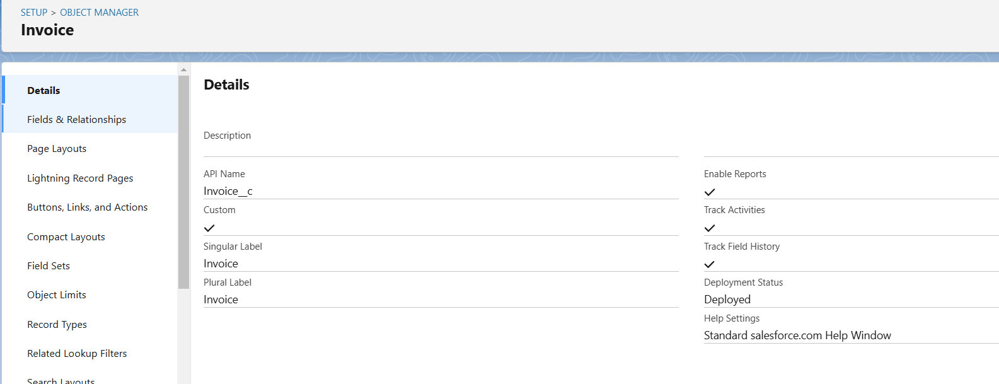 SETUP > OBJECT MANAGER
Invoice
Details
Fields & Relationships
Page Layouts
Lightning Record Pages
Buttons, Links, and Actions
Compact Layouts
Field Sets
Object Limits
Record Types
Related Lookup Filters
Search Layouts
Details
Description
API Name
Invoice__c
Custom
Singular Label
Invoice
Plural Label
Invoice
Enable Reports
Track Activities
Track Field History
Deployment Status
Deployed
Help Settings
Standard salesforce.com Help Window